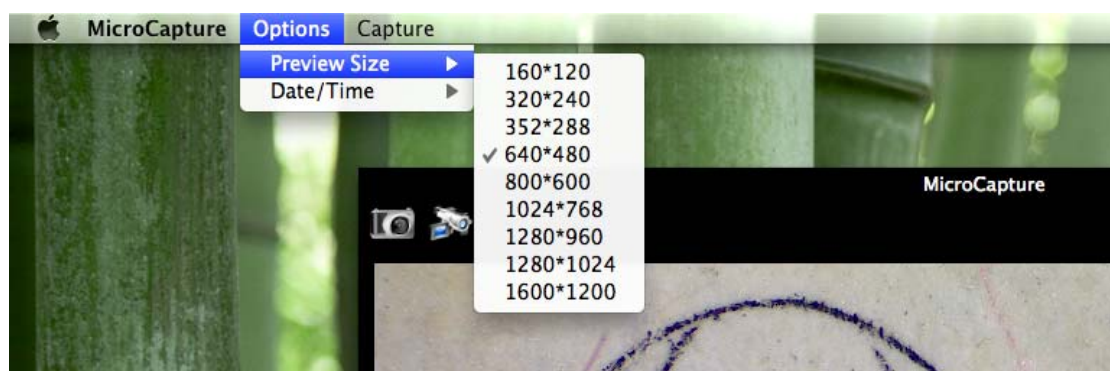 MicroCapture Options Capture
Preview Size
Date/Time
160*120
320*240
352*288
640*480
800*600
1024*768
1280*960
1280*1024
1600*1200
MicroCapture